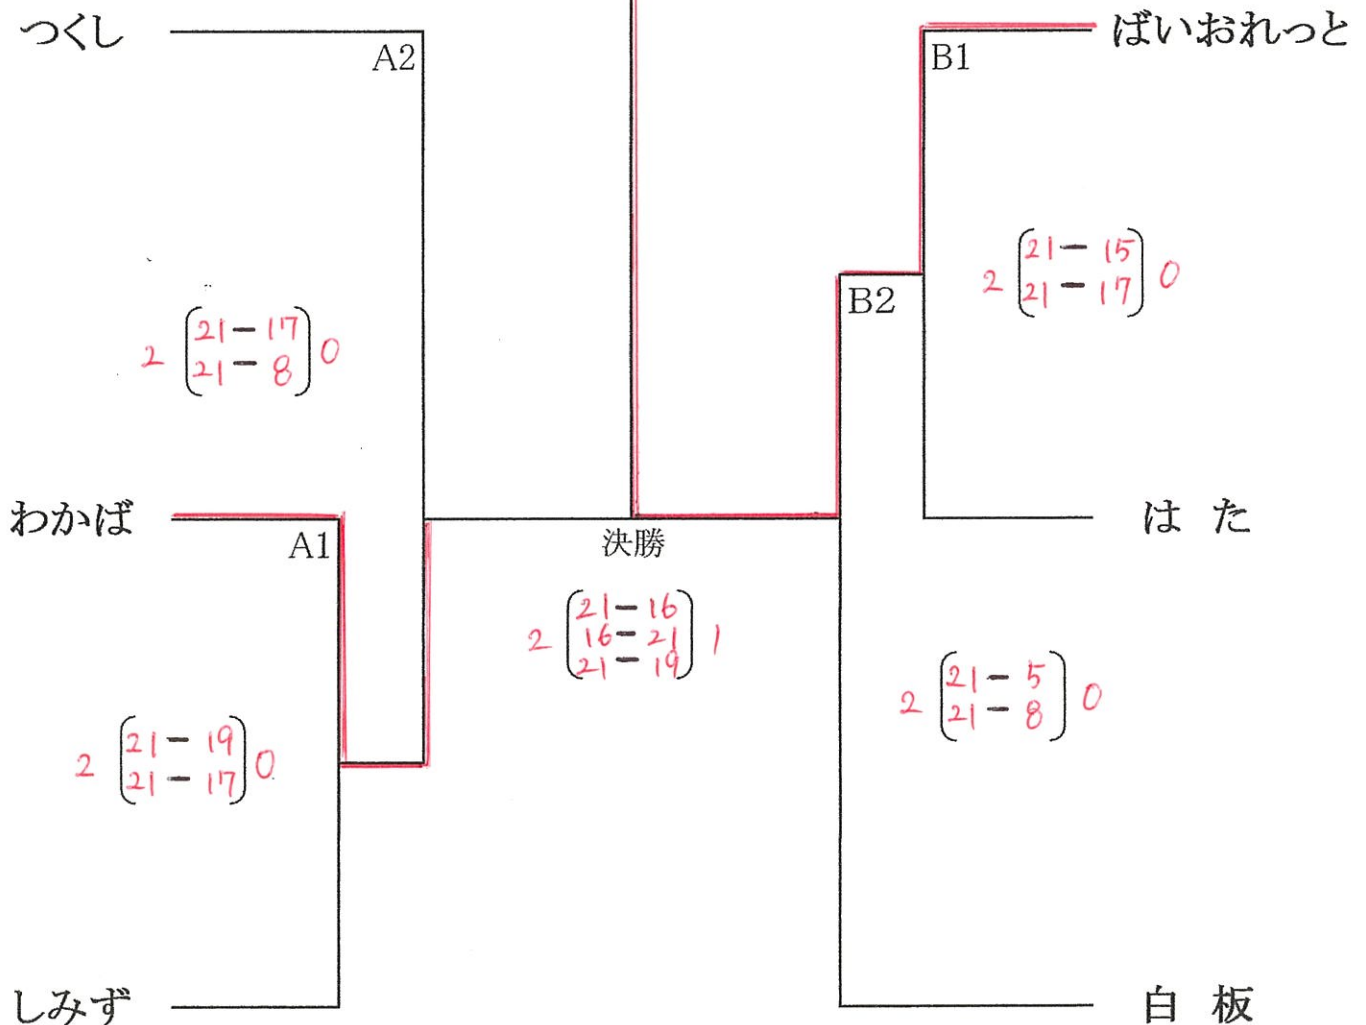 つくし
A2
B1
ばいおれっと
2 21 — 15 0
21 — 17
B2
2 21 — 17 0
21 — 8
わかば
A1
決勝
はた
2 21 — 16 1
16 — 21
21 — 19
2 21 — 5 0
21 — 8
2 21 — 19 0
21 — 17
しみず
白板